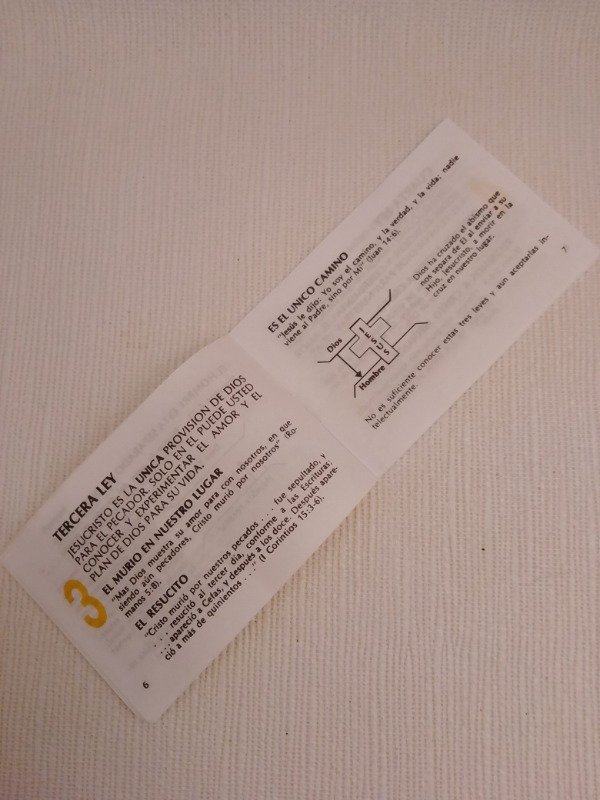 3
TERCERA LEY
JESUCRISTO ES LA UNICA PROVISION DE DIOS
PARA EL PECADOR. SOLO EN EL PUEDE USTED
CONOCER Y EXPERIMENTAR EL AMOR Y EL
PLAN DE DIOS PARA SU VIDA.
EL MURIO EN NUESTRO LUGAR
"Mas Dios muestra su amor para con nosotros, en que
siendo aún pecadores, Cristo murió por nosotros" (Ro-
manos 5:8).
EL RESUCITO
"Cristo murió por nuestros pecados . . . fue sepultado, y
. . . resucitó al tercer día, conforme a las Escrituras;
. . . apareció a Cefas, y después a los doce. Después apare-
ció a más de quinientos . . ." (I Corintios 15:3-6).
6
ES EL UNICO CAMINO
"Jesús le dijo: Yo soy el camino, y la verdad, y la vida; nadie
viene al Padre, sino por Mí" (Juan 14:6).
Dios
JESUS
Hombre
Dios ha cruzado el abismo que
nos separa de El al enviar a su
Hijo, Jesucristo, a morir en la
cruz en nuestro lugar.
No es suficiente conocer estas tres leyes y aun aceptarlas in-
telectualmente.
7